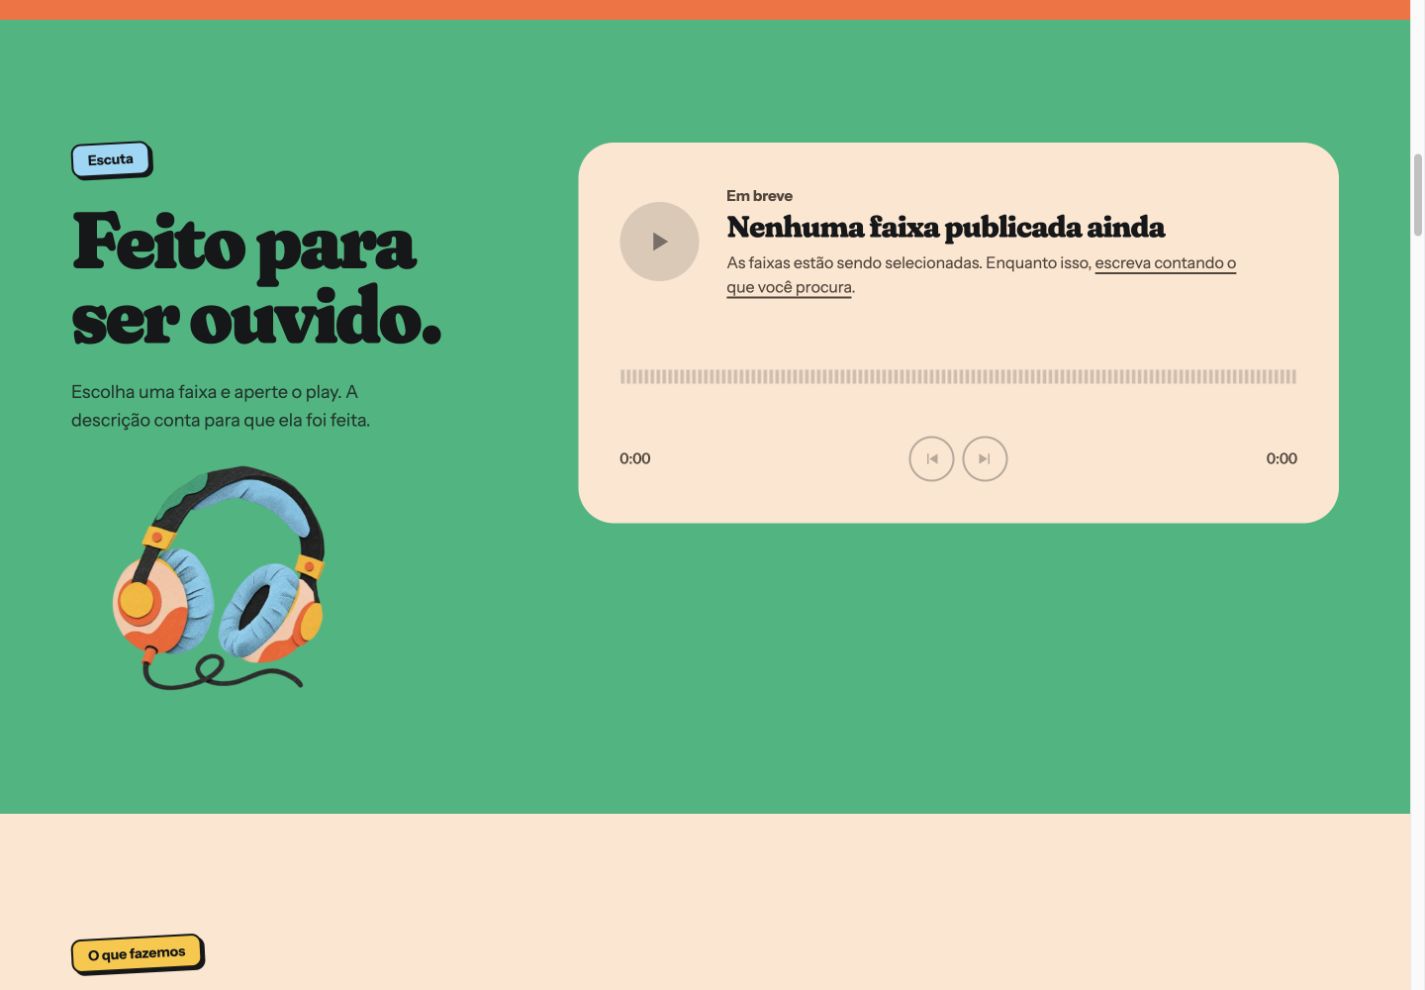 Escuta
Feito para
ser ouvido.
Escolha uma faixa e aperte o play. A
descrição conta para que ela foi feita.
Em breve
Nenhuma faixa publicada ainda
As faixas estão sendo selecionadas. Enquanto isso, escreva contando o
que você procura.
0:00
0:00
O que fazemos